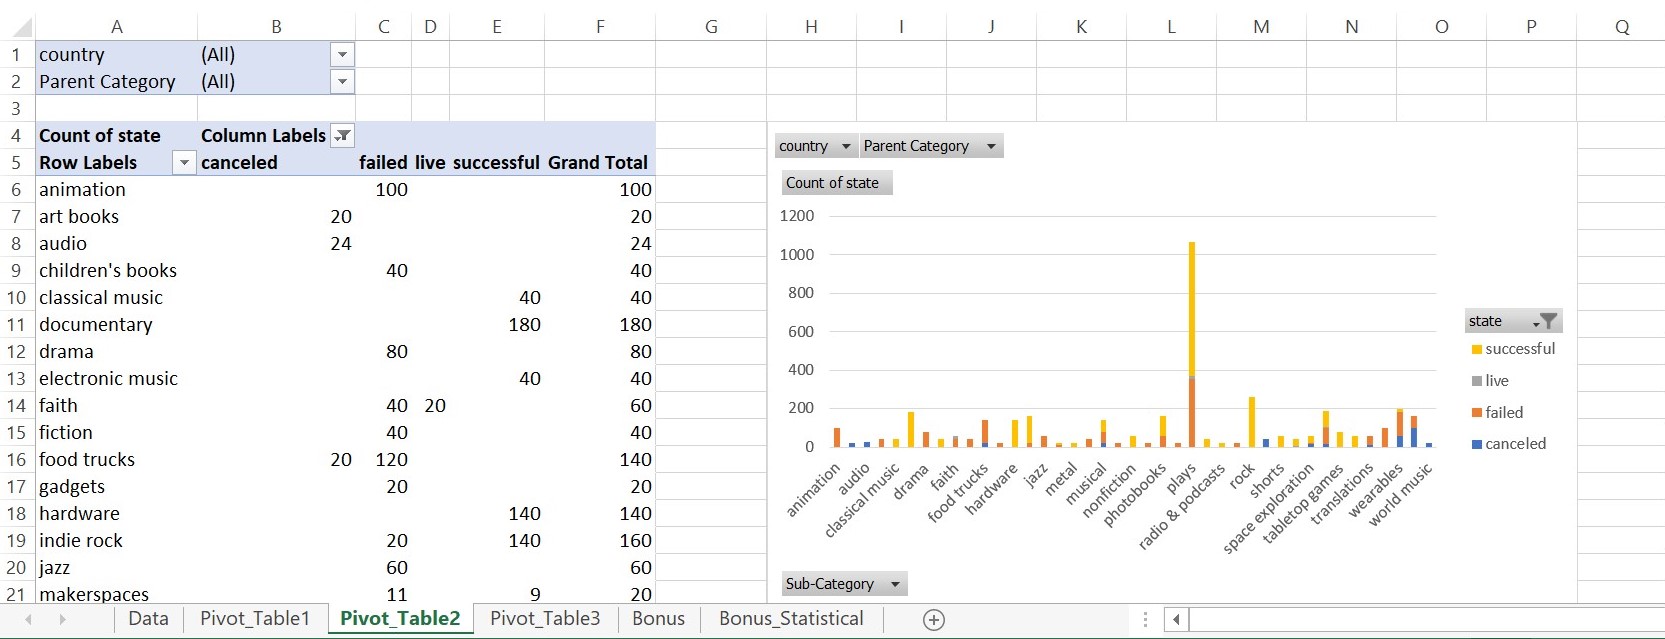 A B C D E F G H I J K L M N O P Q
1 country (All)
2 Parent Category (All)
3
4 Count of state Column Labels
5 Row Labels canceled failed live successful Grand Total
6 animation 100 100
7 art books 20 20
8 audio 24 24
9 children's books 40 40
10 classical music 40 40
11 documentary 180 180
12 drama 80 80
13 electronic music 40 40
14 faith 40 20 60
15 fiction 40 40
16 food trucks 20 120 140
17 gadgets 20 20
18 hardware 140 140
19 indie rock 20 140 160
20 jazz 60 60
21 makerspaces 11 9 20
country Parent Category
Count of state
1200
1000
800
600
400
200
0
animation
audio
classical music
drama
faith
food trucks
hardware
jazz
metal
musical
nonfiction
photobooks
plays
radio & podcasts
rock
shorts
space exploration
tabletop games
translations
wearables
world music
state
successful
live
failed
canceled
Sub-Category
Data Pivot_Table1 Pivot_Table2 Pivot_Table3 Bonus Bonus_Statistical